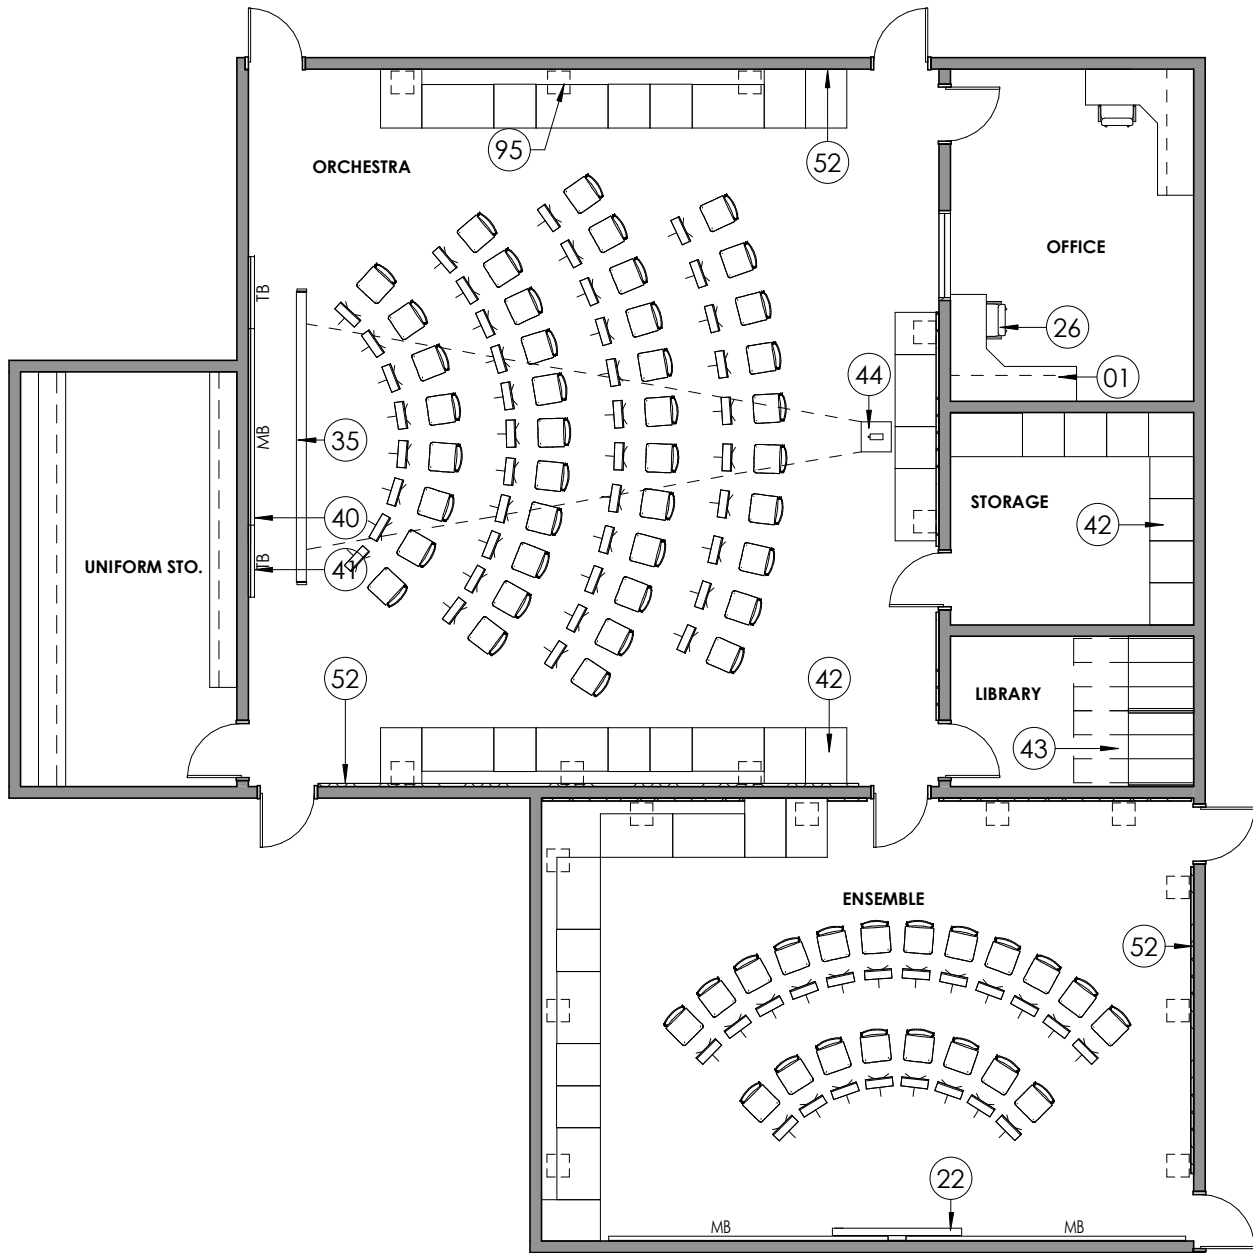 95
52
ORCHESTRA
OFFICE
TB
26
01
44
MB
35
STORAGE
40
42
UNIFORM STO.
TB
41
52
42
LIBRARY
43
ENSEMBLE
52
22
MB
MB